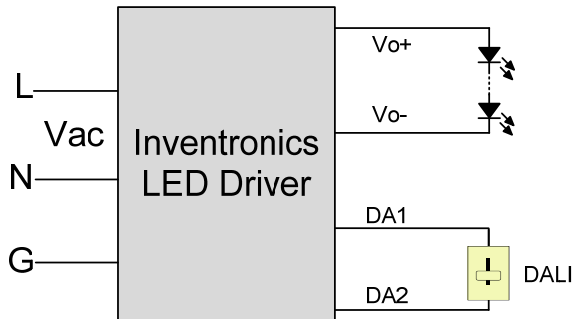 L
Vac
N
G
Inventronics
LED Driver
Vo+
Vo-
DA1
DA2
DALI